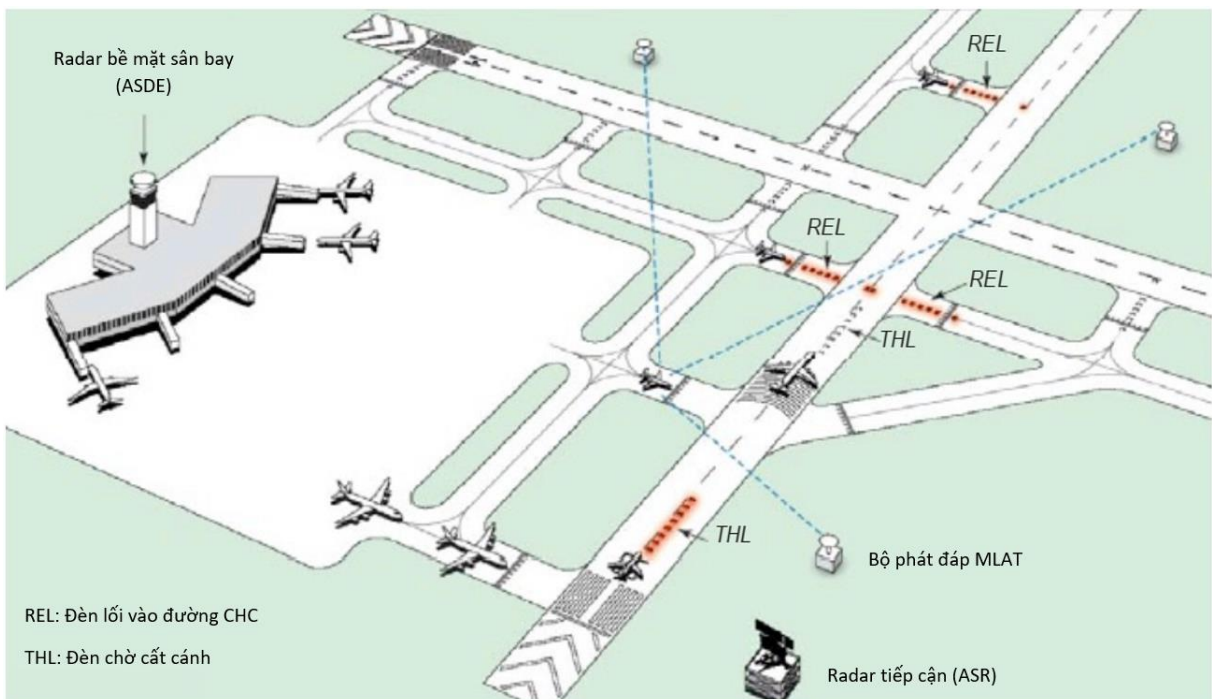 Radar bề mặt sân bay
(ASDE)
REL
REL
REL
THL
THL
Bộ phát đáp MLAT
REL: Đèn lối vào đường CHC
THL: Đèn chờ cất cánh
Radar tiếp cận (ASR)